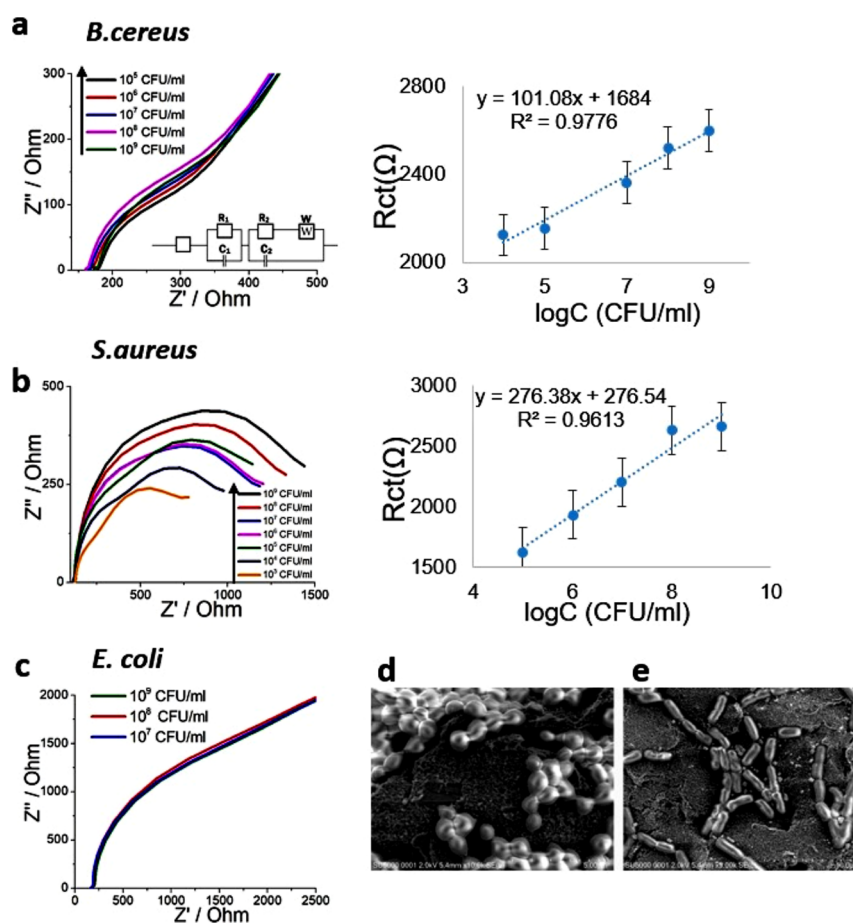 a
B.cereus
10⁵ CFU/ml
10⁶ CFU/ml
10⁷ CFU/ml
10⁸ CFU/ml
10⁹ CFU/ml
300
200
100
0
Z'' / Ohm
200 300 400 500
Z' / Ohm
R₁ R₂ W
W
C₁ C₂
2800
2400
2000
Rct(Ω)
y = 101.08x + 1684
R² = 0.9776
3 5 7 9
logC (CFU/ml)
S.aureus
b
500
250
0
Z'' / Ohm
10⁹ CFU/ml
10⁸ CFU/ml
10⁷ CFU/ml
10⁶ CFU/ml
10⁵ CFU/ml
10⁴ CFU/ml
10³ CFU/ml
500 1000 1500
Z' / Ohm
3000
2500
2000
1500
Rct(Ω)
y = 276.38x + 276.54
R² = 0.9613
4 6 8 10
logC (CFU/ml)
c
E. coli
10⁹ CFU/ml
10⁸ CFU/ml
10⁷ CFU/ml
2000
1500
1000
500
0
Z'' / Ohm
0 500 1000 1500 2000 2500
Z' / Ohm
d
e